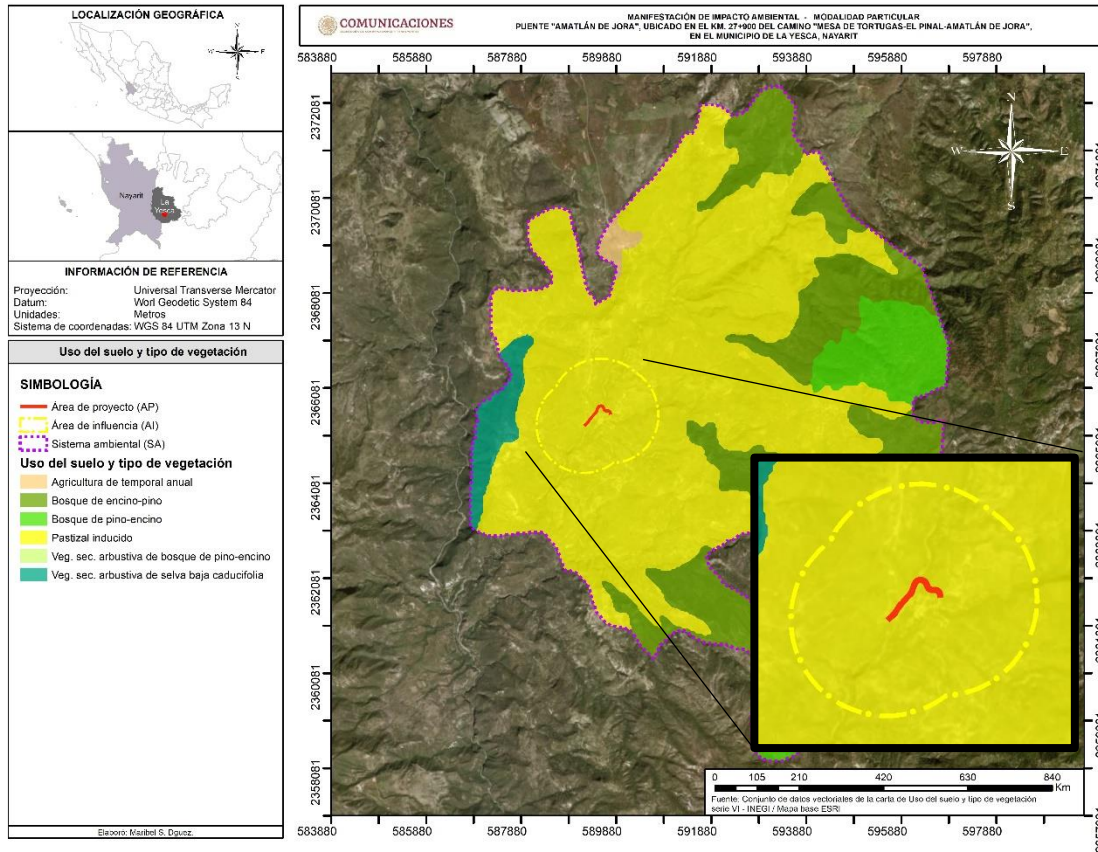 LOCALIZACIÓN GEOGRÁFICA
N
W
E
S
Nayarit
La
Yesca
INFORMACIÓN DE REFERENCIA
Proyección: Universal Transverse Mercator
Datum: Worl Geodetic System 84
Unidades: Metros
Sistema de coordenadas: WGS 84 UTM Zona 13 N
Uso del suelo y tipo de vegetación
SIMBOLOGÍA
Área de proyecto (AP)
Área de influencia (AI)
Sistema ambiental (SA)
Uso del suelo y tipo de vegetación
Agricultura de temporal anual
Bosque de encino-pino
Bosque de pino-encino
Pastizal inducido
Veg. sec. arbustiva de bosque de pino-encino
Veg. sec. arbustiva de selva baja caducifolia
Elaboró: Maribel S. Dguez.
COMUNICACIONES
MANIFESTACIÓN DE IMPACTO AMBIENTAL - MODALIDAD PARTICULAR
PUENTE "AMATLÁN DE JORA", UBICADO EN EL KM. 27+900 DEL CAMINO "MESA DE TORTUGAS-EL PINAL-AMATLÁN DE JORA",
EN EL MUNICIPIO DE LA YESCA, NAYARIT
583880 585880 587880 589880 591880 593880 595880 597880
2372081
2370081
2368081
2366081
2364081
2362081
2360081
2358081
N
W
E
S
0 105 210 420 630 840
Km
Fuente: Conjunto de datos vectoriales de la carta de Uso del suelo y tipo de vegetación
serie VI - INEGI / Mapa base ESRI
583880 585880 587880 589880 591880 593880 595880 597880